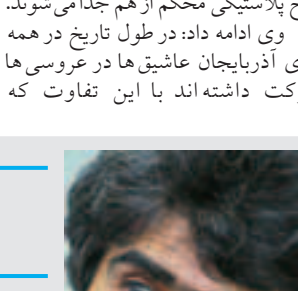 ح پلاستیکی محکم از هم جدا می‌شوند.
وی ادامه داد: در طول تاریخ در همه
ی آذربایجان عاشیق‌ها در عروسی‌ها
کت داشته‌اند با این تفاوت که